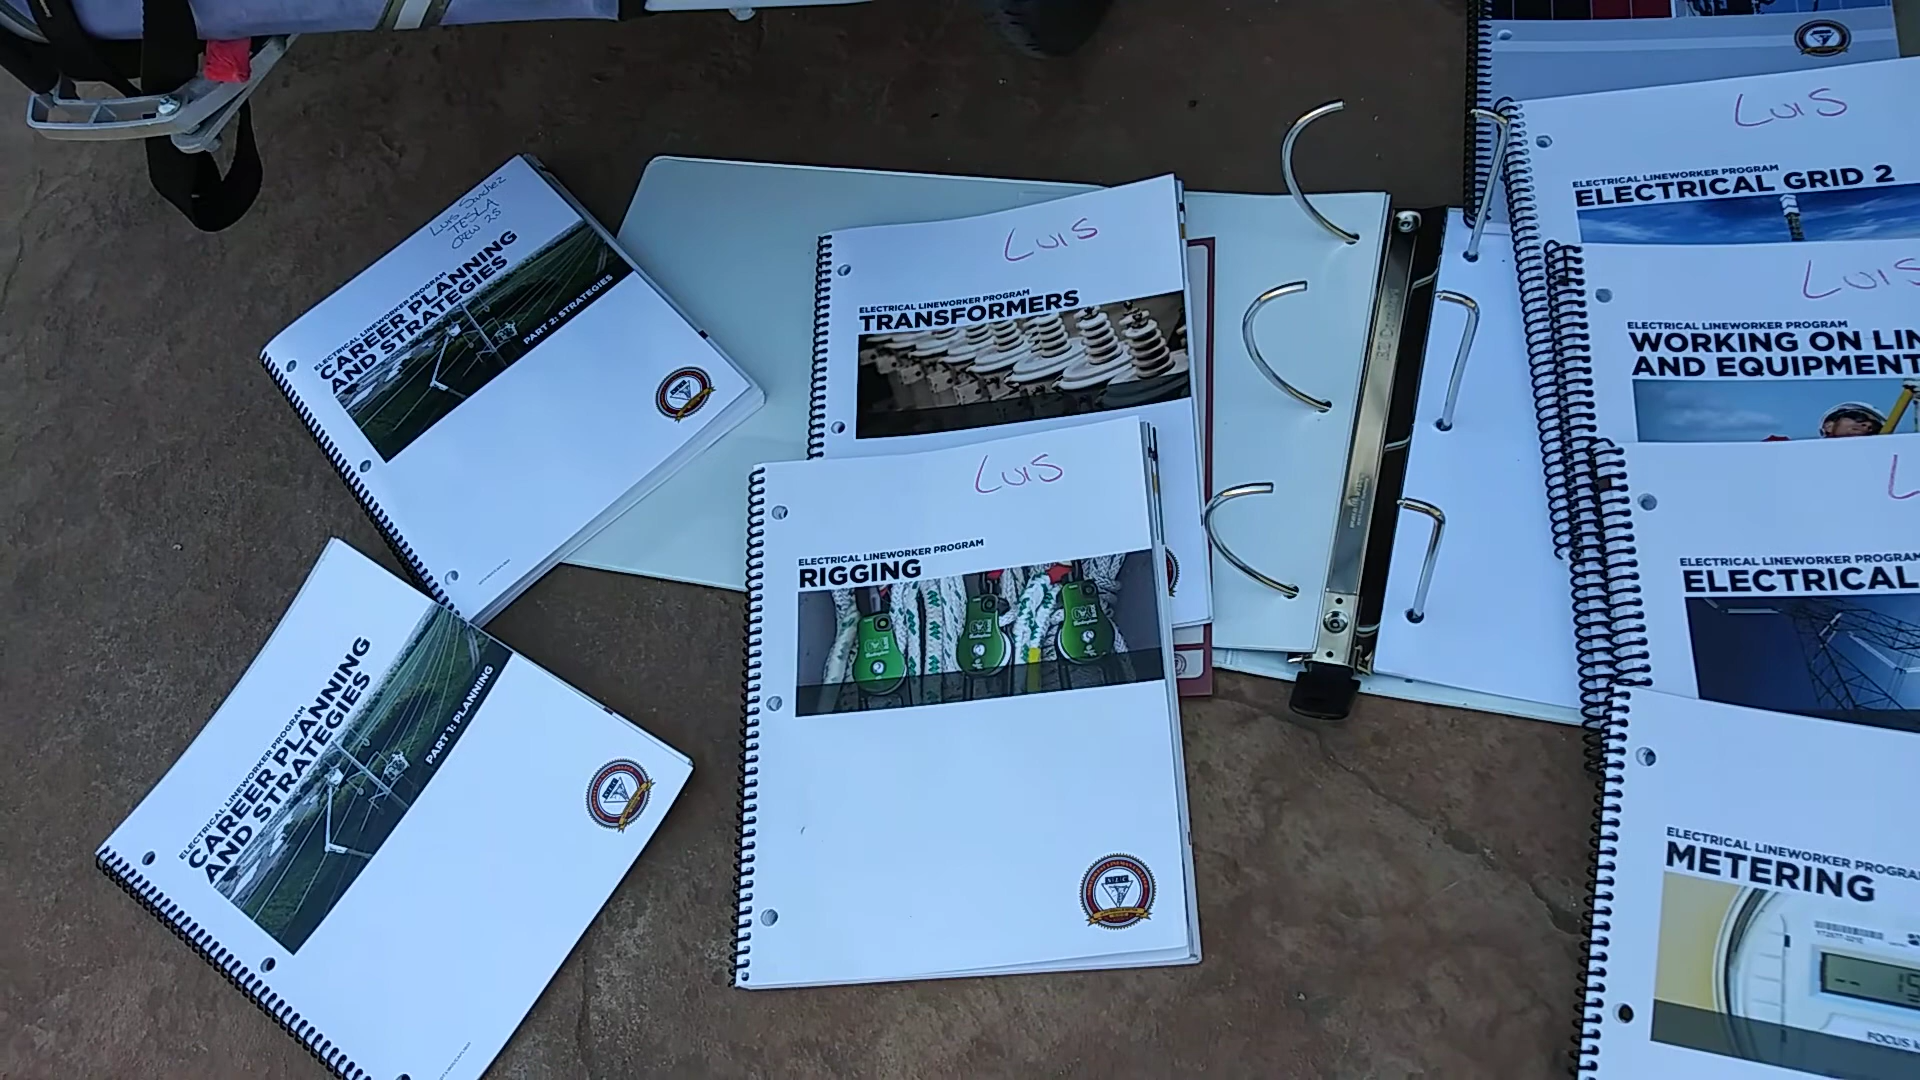 Luis Sanchez
TESLA
CREW 25
ELECTRICAL LINEWORKER PROGRAM
CAREER PLANNING
AND STRATEGIES
PART 2: STRATEGIES
ELECTRICAL LINEWORKER PROGRAM
CAREER PLANNING
AND STRATEGIES
PART 1: PLANNING
LUIS
ELECTRICAL LINEWORKER PROGRAM
TRANSFORMERS
LUIS
ELECTRICAL LINEWORKER PROGRAM
RIGGING
LUIS
ELECTRICAL LINEWORKER PROGRAM
ELECTRICAL GRID 2
LUIS
ELECTRICAL LINEWORKER PROGRAM
WORKING ON LIN
AND EQUIPMENT
L
ELECTRICAL LINEWORKER PROGRAM
ELECTRICAL
ELECTRICAL LINEWORKER PROGRA
METERING
FOCUS